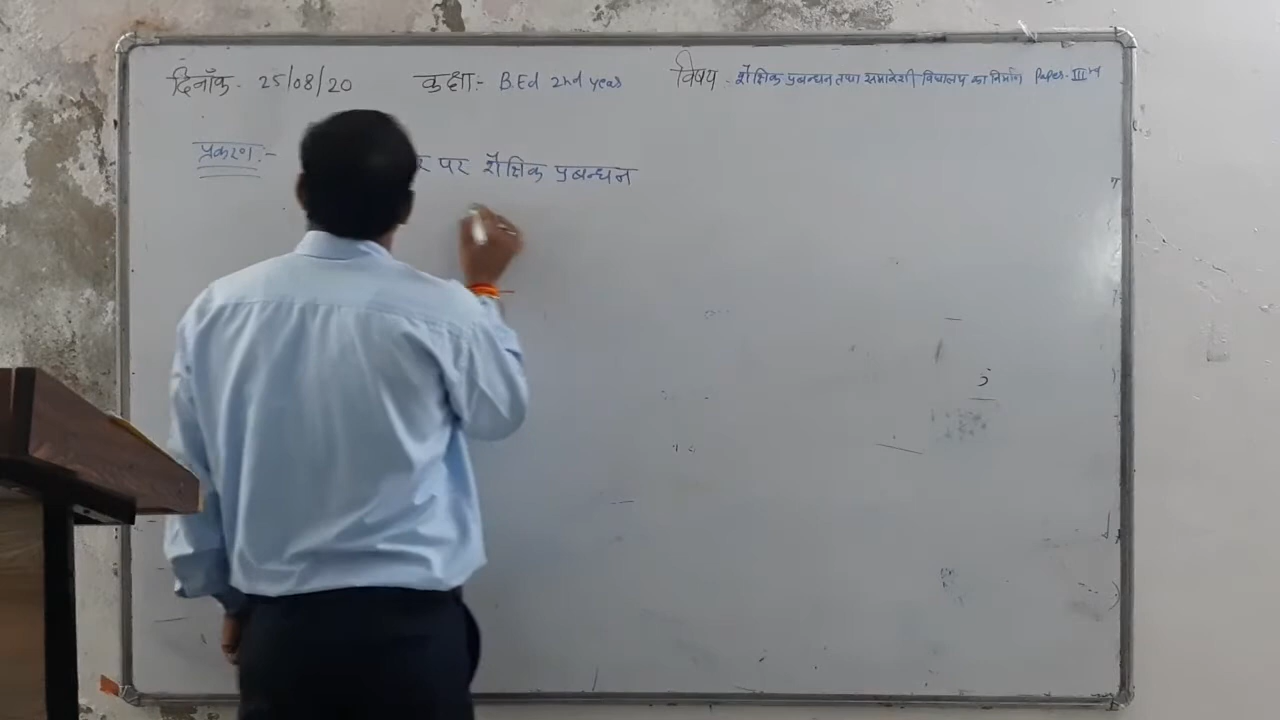 दिनाँक - 25/08/20 कक्षा :- B.Ed 2nd year विषय - शैक्षिक प्रबन्धन तथा समावेशी विद्यालय का निर्माण Paper - III rd
प्रकरण :- पर शैक्षिक प्रबन्धन